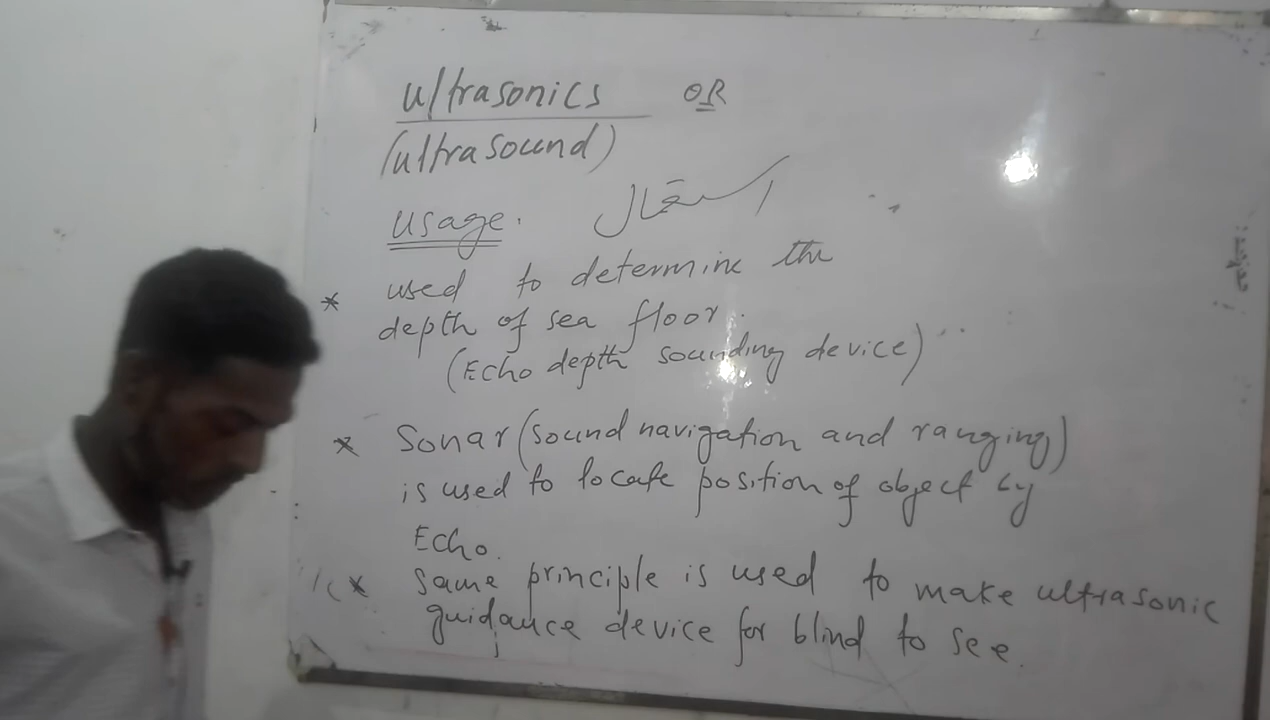 ultrasonics OR
(ultrasound)
usage. استعمال
* used to determine the
depth of sea floor.
(Echo depth sounding device)
* Sonar (sound navigation and ranging)
is used to locate position of object by
Echo.
* Same principle is used to make ultrasonic
guidance device for blind to see.